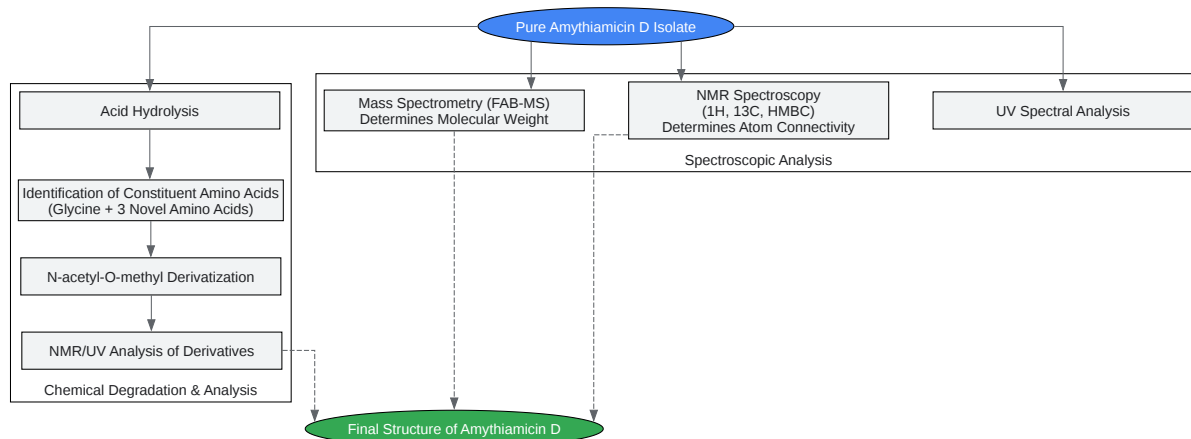 Pure Amythiamicin D Isolate
Acid Hydrolysis
Identification of Constituent Amino Acids
(Glycine + 3 Novel Amino Acids)
N-acetyl-O-methyl Derivatization
NMR/UV Analysis of Derivatives
Chemical Degradation & Analysis
Mass Spectrometry (FAB-MS)
Determines Molecular Weight
NMR Spectroscopy
(1H, 13C, HMBC)
Determines Atom Connectivity
UV Spectral Analysis
Spectroscopic Analysis
Final Structure of Amythiamicin D